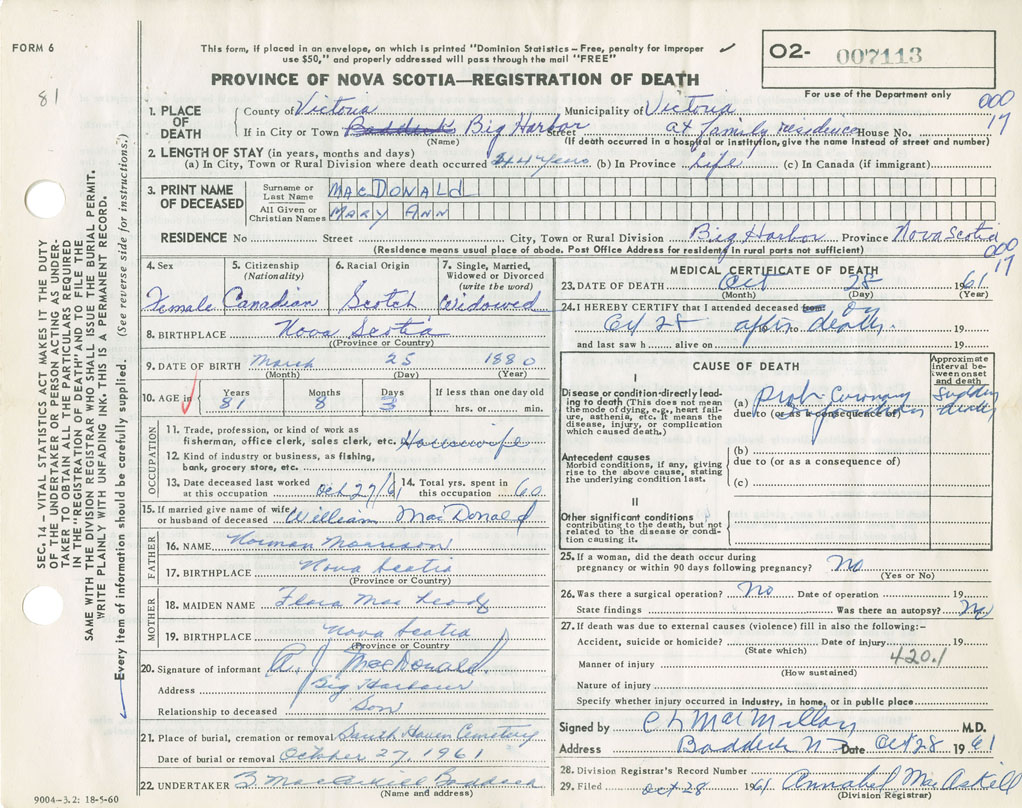 FORM 6
This form, if placed in an envelope, on which is printed "Dominion Statistics – Free, penalty for improper
use $50," and properly addressed will pass through the mail "FREE"
PROVINCE OF NOVA SCOTIA—REGISTRATION OF DEATH
O2- 007113
For use of the Department only
81
000
17
1. PLACE OF DEATH
County of Victoria Municipality of Victoria
If in City or Town Baddeck Big Harbor Street at family residence House No.
(Name) (If death occurred in a hospital or institution, give the name instead of street and number)
2. LENGTH OF STAY (in years, months and days)
(a) In City, Town or Rural Division where death occurred 44 years (b) In Province Life (c) In Canada (if immigrant)
3. PRINT NAME OF DECEASED
Surname or Last Name MacDONALD
All Given or Christian Names MARY ANN
RESIDENCE No Street City, Town or Rural Division Big Harbor Province Nova Scotia
(Residence means usual place of abode. Post Office Address for residents in rural parts not sufficient)
000
17
4. Sex Female
5. Citizenship (Nationality) Canadian
6. Racial Origin Scotch
7. Single, Married, Widowed or Divorced (write the word) Widowed
8. BIRTHPLACE Nova Scotia
(Province or Country)
9. DATE OF BIRTH March 25 1880
(Month) (Day) (Year)
10. AGE in Years 81 Months 8 Days 3 If less than one day old hrs. or min.
OCCUPATION
11. Trade, profession, or kind of work as fisherman, office clerk, sales clerk, etc. Housewife
12. Kind of industry or business, as fishing, bank, grocery store, etc.
13. Date deceased last worked at this occupation Oct 27/61 14. Total yrs. spent in this occupation 60
15. If married give name of wife or husband of deceased William MacDonald
FATHER
16. NAME Norman Morrison
17. BIRTHPLACE Nova Scotia
(Province or Country)
MOTHER
18. MAIDEN NAME Flora Mac Leod
19. BIRTHPLACE Nova Scotia
(Province or Country
20. Signature of informant A. J. MacDonald
Address Big Harbour
Relationship to deceased Son
21. Place of burial, cremation or removal South Haven Cemetery
Date of burial or removal October 27, 1961
22. UNDERTAKER MacAskill Baddeck
(Name and address)
9004–3.2: 18-5-60
MEDICAL CERTIFICATE OF DEATH
23. DATE OF DEATH Oct 28 1961
(Month) (Day) (Year)
24. I HEREBY CERTIFY that I attended deceased from
28 to after death 19
and last saw h alive on 19
CAUSE OF DEATH
Approximate interval between onset and death
I
Disease or condition directly leading to death (This does not mean the mode of dying, e.g., heart failure, asthenia, etc. It means the disease, injury, or complication which caused death.)
(a) Prob Coronary
due to (or as a consequence of)
Sudden death
Antecedent causes
Morbid conditions, if any, giving rise to the above cause, stating the underlying condition last.
(b)
due to (or as a consequence of)
(c)
II
Other significant conditions contributing to the death, but not related to the disease or condition causing it.
25. If a woman, did the death occur during pregnancy or within 90 days following pregnancy? No
(Yes or No)
26. Was there a surgical operation? No Date of operation 19
State findings Was there an autopsy? No
27. If death was due to external causes (violence) fill in also the following:–
Accident, suicide or homicide? Date of injury 19
(State which)
420.1
Manner of injury
(How sustained)
Nature of injury
Specify whether injury occurred in industry, in home, or in public place
Signed by C L MacMillan M.D.
Address Baddeck NS Date Oct 28 1961
28. Division Registrar's Record Number
29. Filed Oct 28 1961 Annabel MacAskill
(Division Registrar)
SEC. 14 – VITAL STATISTICS ACT MAKES IT THE DUTY
OF THE UNDERTAKER OR PERSON ACTING AS UNDER-
TAKER TO OBTAIN ALL THE PARTICULARS REQUIRED
IN THE "REGISTRATION OF DEATH" AND TO FILE THE
SAME WITH THE DIVISION REGISTRAR WHO SHALL ISSUE THE BURIAL PERMIT.
WRITE PLAINLY WITH UNFADING INK. THIS IS A PERMANENT RECORD.
Every item of information should be carefully supplied. (See reverse side for instructions.)